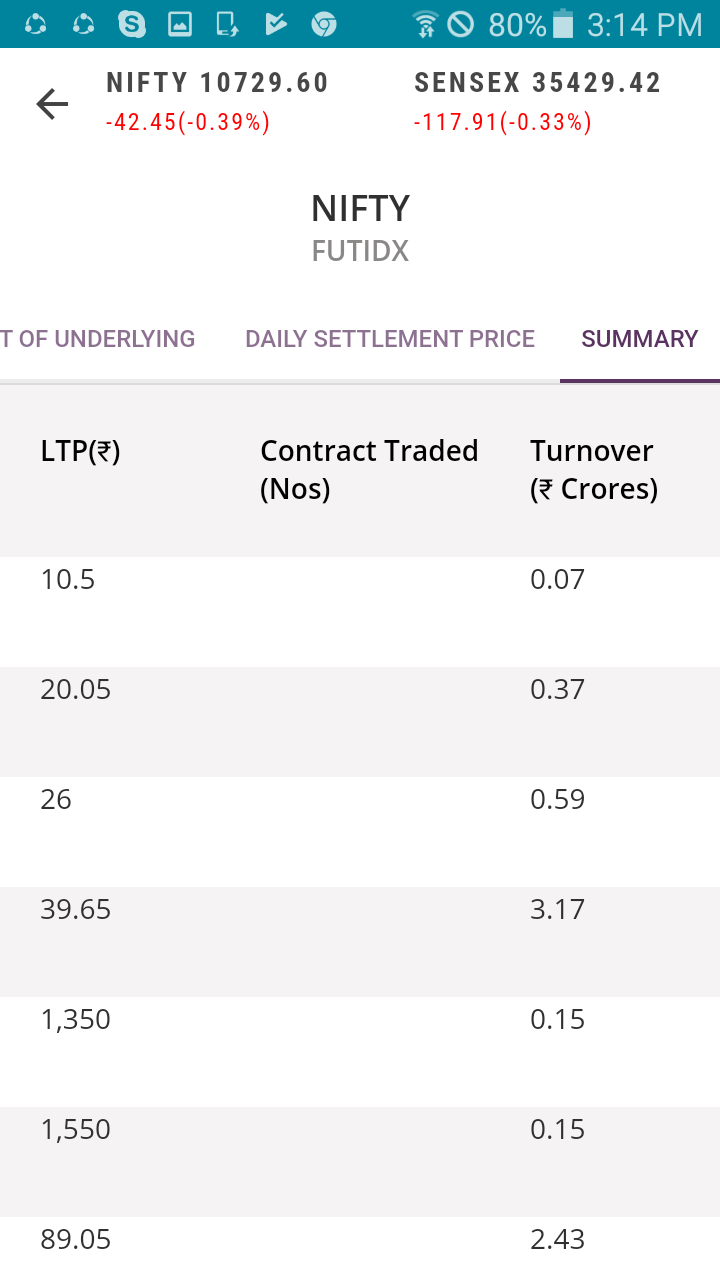 80% 3:14 PM
NIFTY 10729.60 SENSEX 35429.42
-42.45(-0.39%) -117.91(-0.33%)
NIFTY
FUTIDX
T OF UNDERLYING DAILY SETTLEMENT PRICE SUMMARY
LTP(₹) Contract Traded Turnover
(Nos) (₹ Crores)
10.5 0.07
20.05 0.37
26 0.59
39.65 3.17
1,350 0.15
1,550 0.15
89.05 2.43